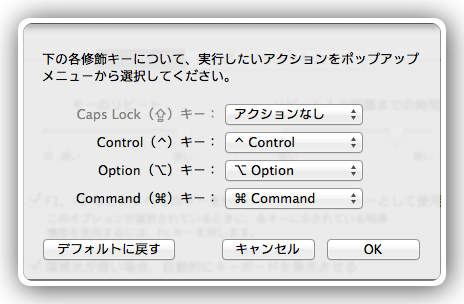 下の各修飾キーについて、実行したいアクションをポップアップ
メニューから選択してください。
Caps Lock（⇪）キー： アクションなし
Control（^）キー： ^ Control
Option（⌥）キー： ⌥ Option
Command（⌘）キー： ⌘ Command
デフォルトに戻す キャンセル OK